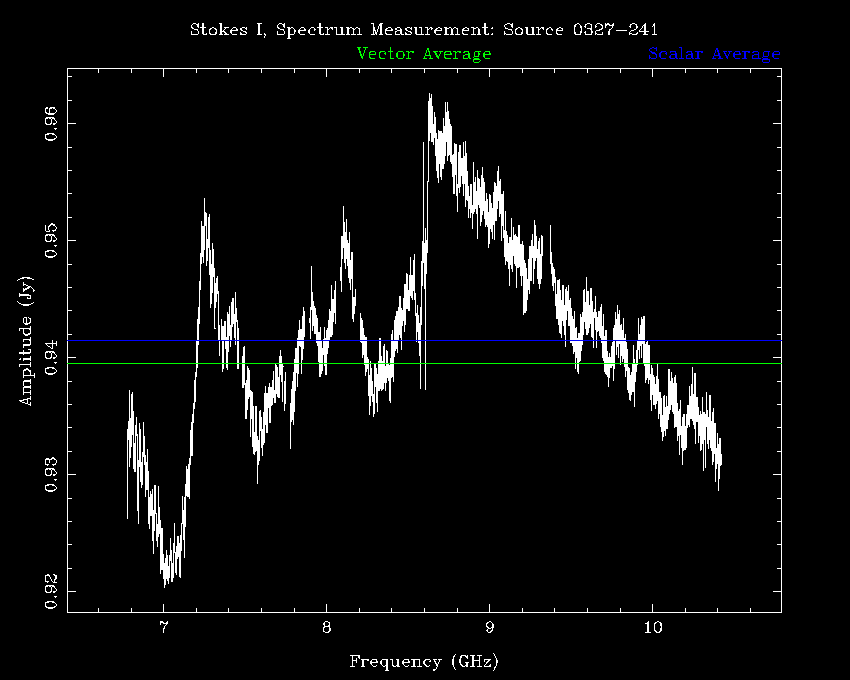 Stokes I, Spectrum Measurement: Source 0327-241
Vector Average Scalar Average
0.96
0.95
0.94
0.93
0.92
Amplitude (Jy)
7 8 9 10
Frequency (GHz)